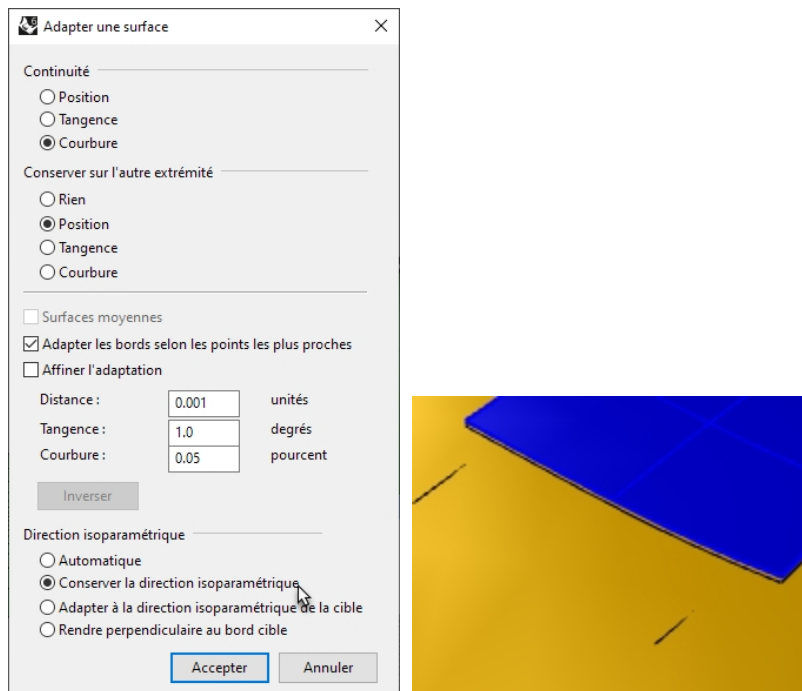 Adapter une surface
Continuité
Position
Tangence
Courbure
Conserver sur l'autre extrémité
Rien
Position
Tangence
Courbure
Surfaces moyennes
Adapter les bords selon les points les plus proches
Affiner l'adaptation
Distance : 0.001 unités
Tangence : 1.0 degrés
Courbure : 0.05 pourcent
Inverser
Direction isoparamétrique
Automatique
Conserver la direction isoparamétrique
Adapter à la direction isoparamétrique de la cible
Rendre perpendiculaire au bord cible
Accepter Annuler